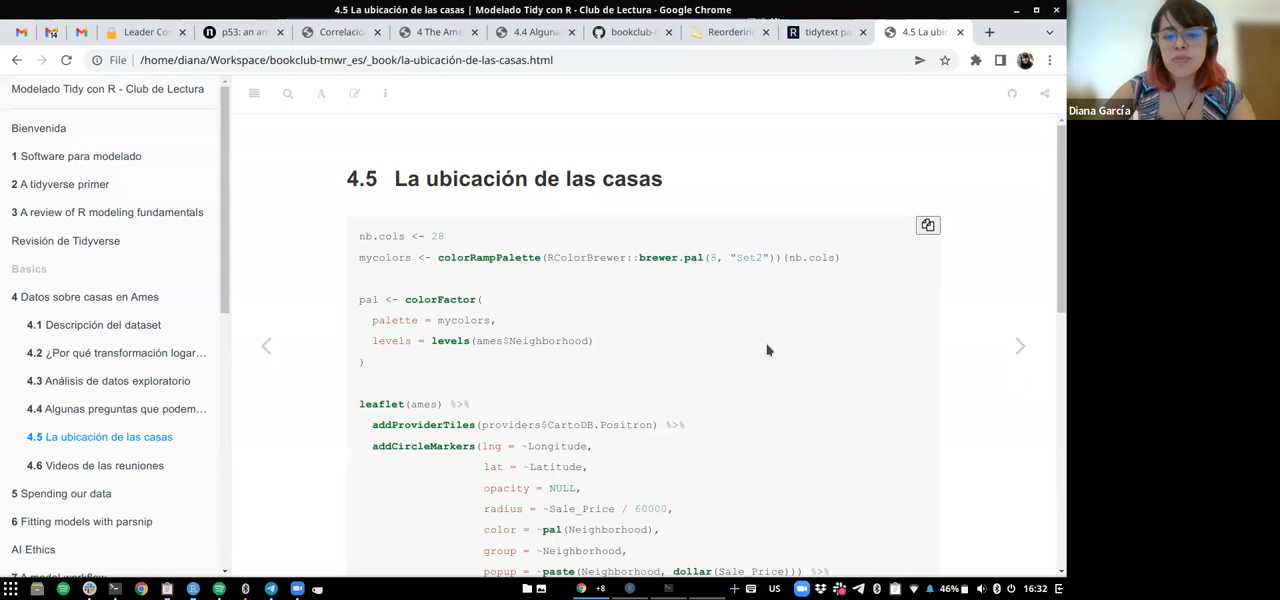 4.5 La ubicación de las casas | Modelado Tidy con R - Club de Lectura - Google Chrome
14
Leader Co
p53: an an
Correlació
4 The Ame
4.4 Alguna
bookclub-
Reordering
tidytext pa
4.5 La ubic
File
/home/diana/Workspace/bookclub-tmwr_es/_book/la-ubicación-de-las-casas.html
Diana García
Modelado Tidy con R - Club de Lectura
Bienvenida
1 Software para modelado
2 A tidyverse primer
3 A review of R modeling fundamentals
Revisión de Tidyverse
Basics
4 Datos sobre casas en Ames
4.1 Descripción del dataset
4.2 ¿Por qué transformación logar…
4.3 Análisis de datos exploratorio
4.4 Algunas preguntas que podem…
4.5 La ubicación de las casas
4.6 Videos de las reuniones
5 Spending our data
6 Fitting models with parsnip
AI Ethics
7 A model workflow
4.5 La ubicación de las casas
nb.cols <- 28
mycolors <- colorRampPalette(RColorBrewer::brewer.pal(8, "Set2"))(nb.cols)
pal <- colorFactor(
palette = mycolors,
levels = levels(ames$Neighborhood)
)
leaflet(ames) %>%
addProviderTiles(providers$CartoDB.Positron) %>%
addCircleMarkers(lng = ~Longitude,
lat = ~Latitude,
opacity = NULL,
radius = ~Sale_Price / 60000,
color = ~pal(Neighborhood),
group = ~Neighborhood,
popup = ~paste(Neighborhood, dollar(Sale_Price))) %>%
+8
US
46%
16:32